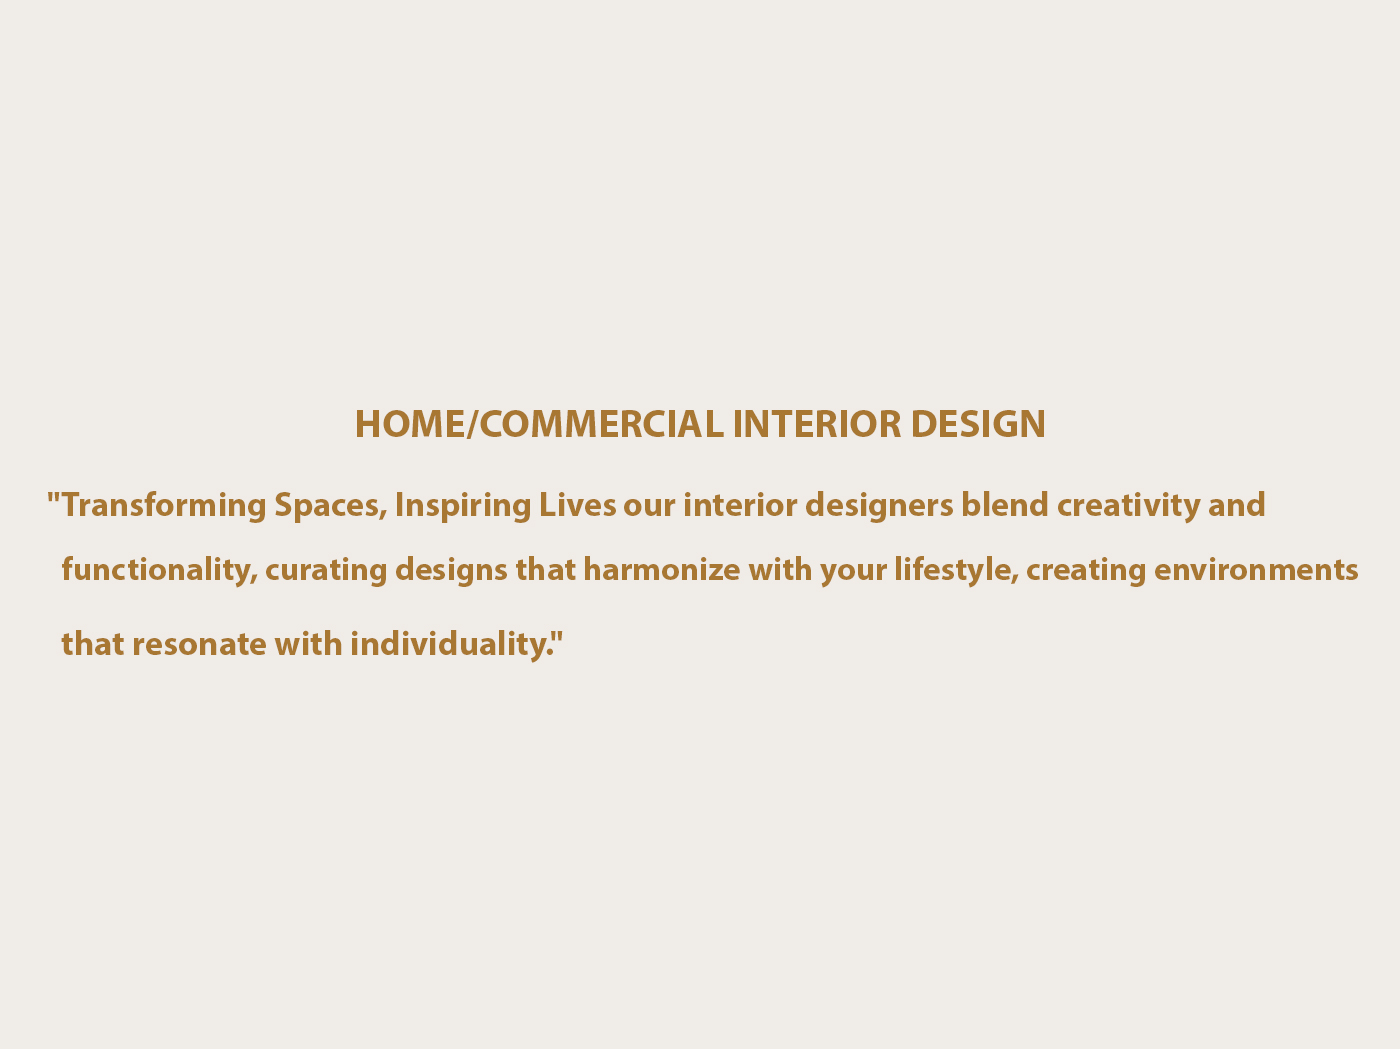 HOME/COMMERCIAL INTERIOR DESIGN
"Transforming Spaces, Inspiring Lives our interior designers blend creativity and
functionality, curating designs that harmonize with your lifestyle, creating environments
that resonate with individuality."